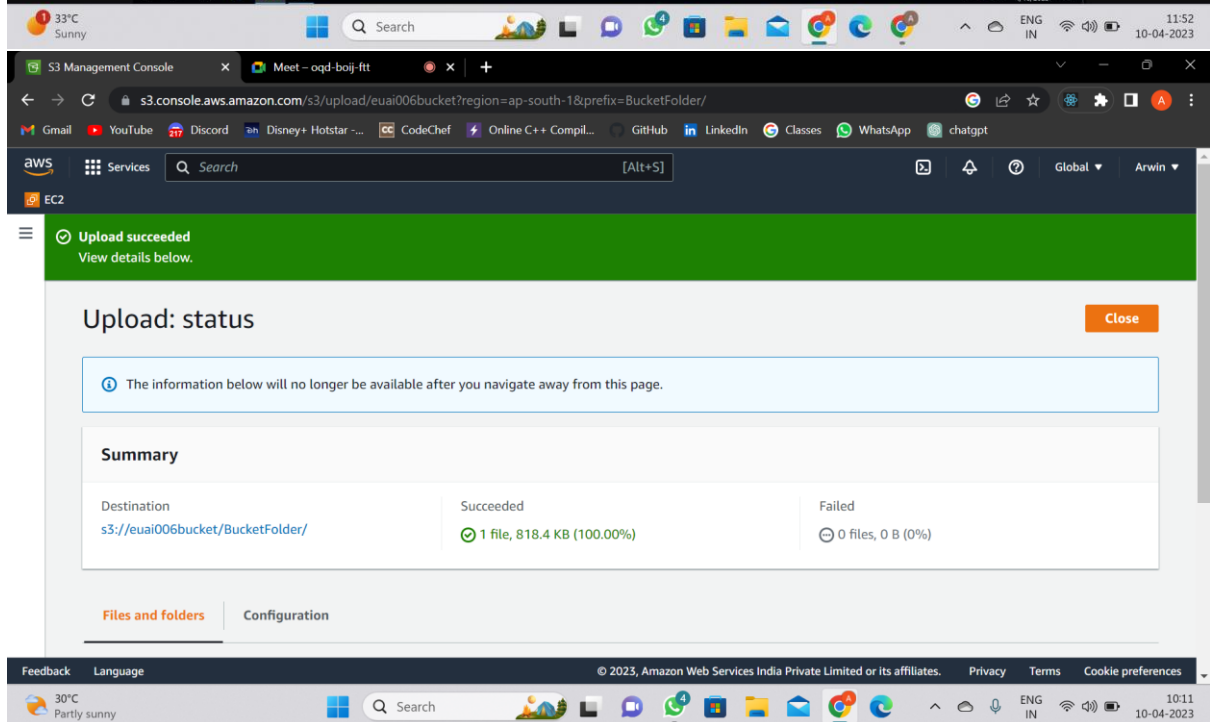 1 33°C Search 4 ENG 11:52
Sunny IN 10-04-2023
S3 Management Console Meet – oqd-boij-ftt
s3.console.aws.amazon.com/s3/upload/euai006bucket?region=ap-south-1&prefix=BucketFolder/ A
Gmail YouTube 217 Discord Disney+ Hotstar -... CC CodeChef Online C++ Compil... GitHub in LinkedIn Classes WhatsApp chatgpt
aws Services Search [Alt+S] Global Arwin
EC2
Upload succeeded
View details below.
Upload: status Close
The information below will no longer be available after you navigate away from this page.
Summary
Destination Succeeded Failed
s3://euai006bucket/BucketFolder/ 1 file, 818.4 KB (100.00%) 0 files, 0 B (0%)
Files and folders Configuration
Feedback Language © 2023, Amazon Web Services India Private Limited or its affiliates. Privacy Terms Cookie preferences
30°C Search 4 ENG 10:11
Partly sunny IN 10-04-2023